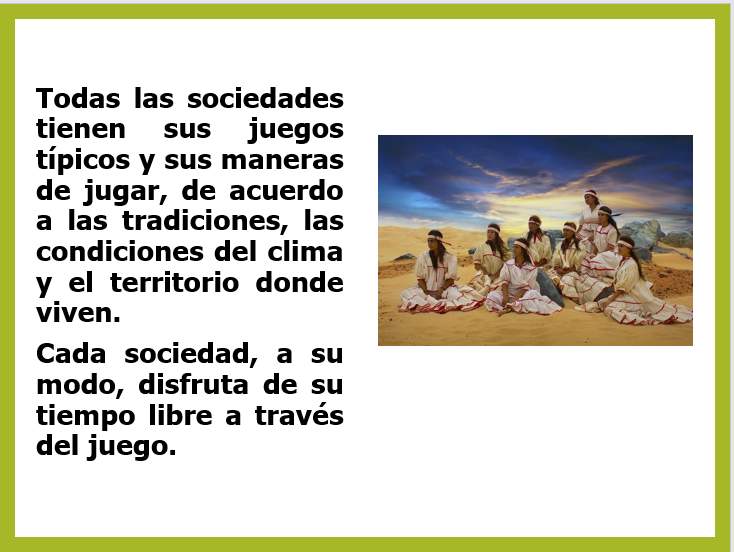 Todas las sociedades
tienen sus juegos
típicos y sus maneras
de jugar, de acuerdo
a las tradiciones, las
condiciones del clima
y el territorio donde
viven.
Cada sociedad, a su
modo, disfruta de su
tiempo libre a través
del juego.